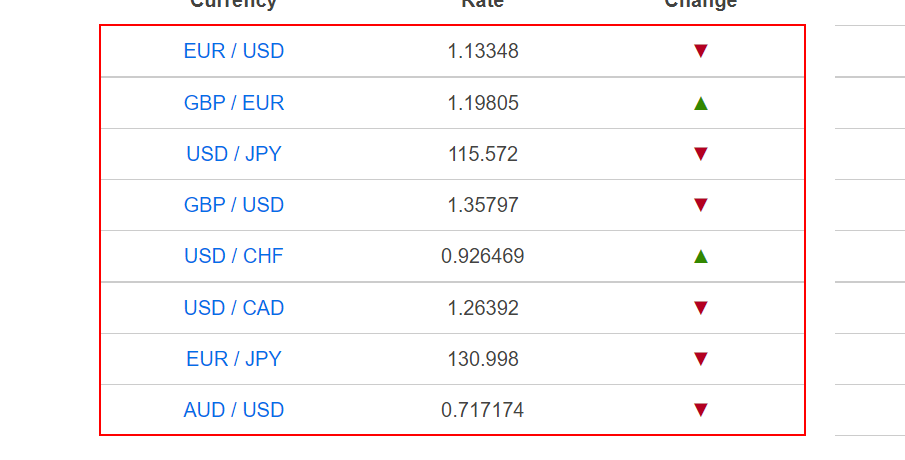 Currency Rate Change
EUR / USD 1.13348 ▼
GBP / EUR 1.19805 ▲
USD / JPY 115.572 ▼
GBP / USD 1.35797 ▼
USD / CHF 0.926469 ▲
USD / CAD 1.26392 ▼
EUR / JPY 130.998 ▼
AUD / USD 0.717174 ▼